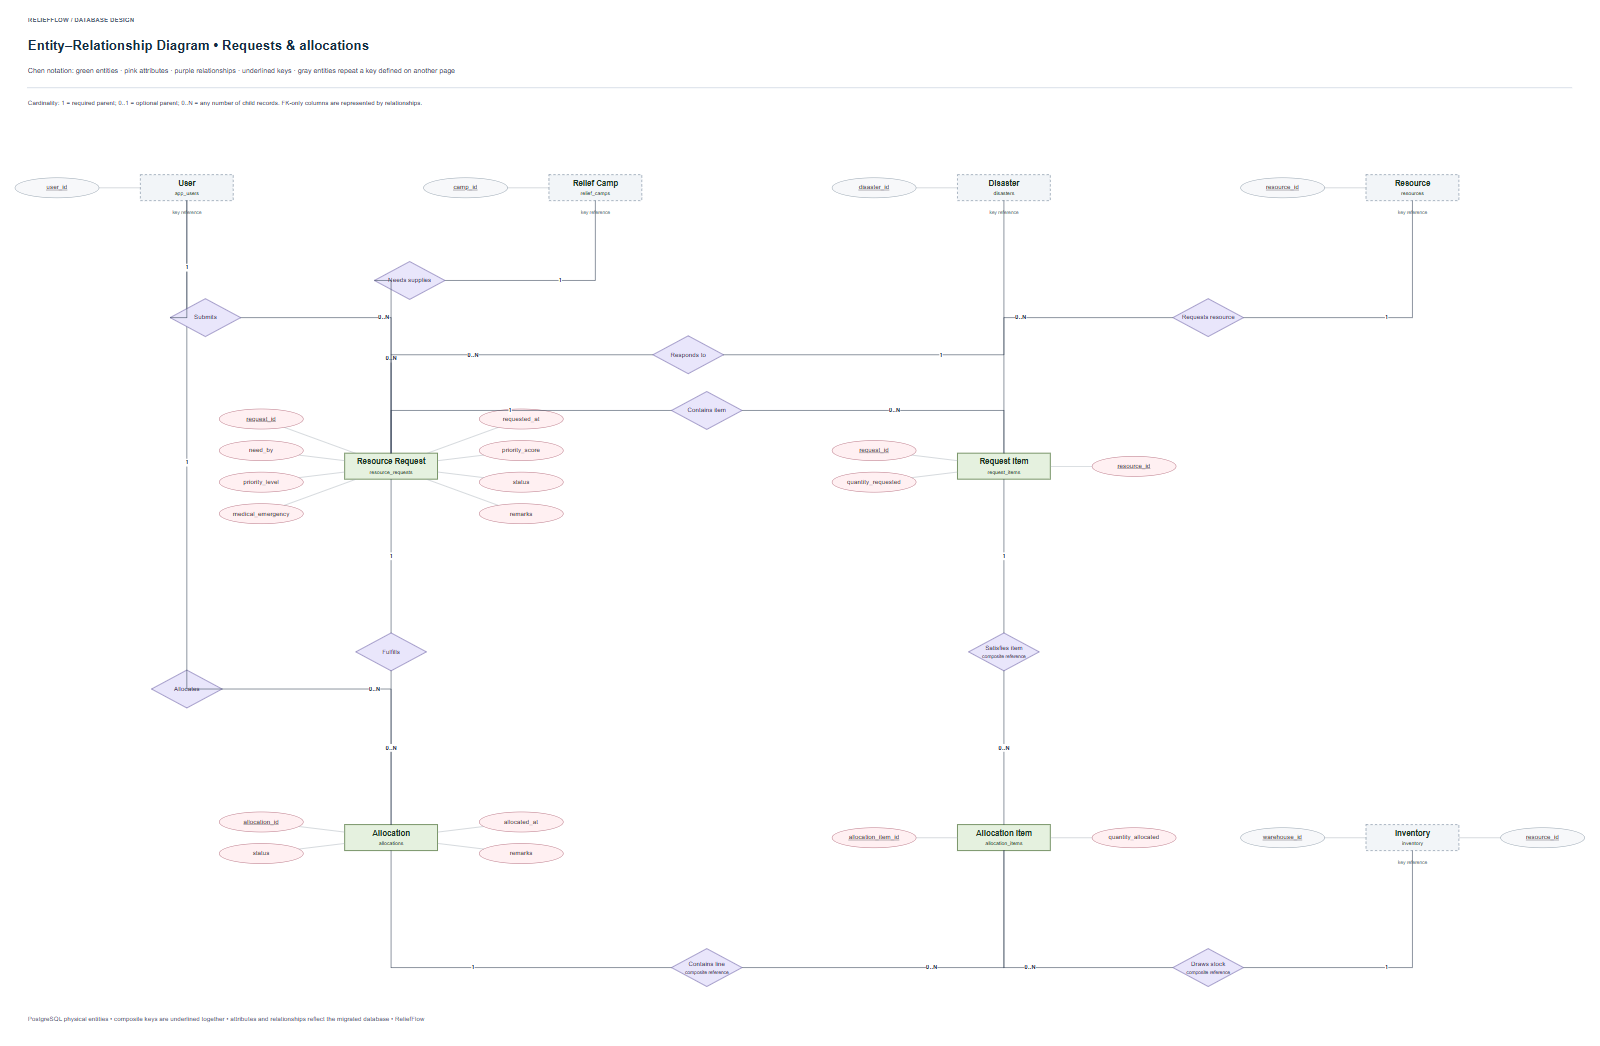 RELIEFFLOW / DATABASE DESIGN
Entity–Relationship Diagram • Requests & allocations
Chen notation: green entities · pink attributes · purple relationships · underlined keys · gray entities repeat a key defined on another page
Cardinality: 1 = required parent; 0..1 = optional parent; 0..N = any number of child records. FK-only columns are represented by relationships.
user_id
User
app_users
key reference
camp_id
Relief Camp
relief_camps
key reference
disaster_id
Disaster
disasters
key reference
resource_id
Resource
resources
key reference
1
Needs supplies
1
Submits
0..N
0..N
Requests resource
1
0..N
0..N
Responds to
1
1
Contains item
0..N
request_id
need_by
priority_level
medical_emergency
Resource Request
resource_requests
requested_at
priority_score
status
remarks
request_id
quantity_requested
Request Item
request_items
resource_id
1
1
1
Fulfills
Satisfies item
composite reference
Allocates
0..N
0..N
0..N
allocation_id
status
Allocation
allocations
allocated_at
remarks
allocation_item_id
Allocation Item
allocation_items
quantity_allocated
warehouse_id
Inventory
inventory
key reference
resource_id
1
Contains line
composite reference
0..N
0..N
Draws stock
composite reference
1
PostgreSQL physical entities • composite keys are underlined together • attributes and relationships reflect the migrated database • ReliefFlow